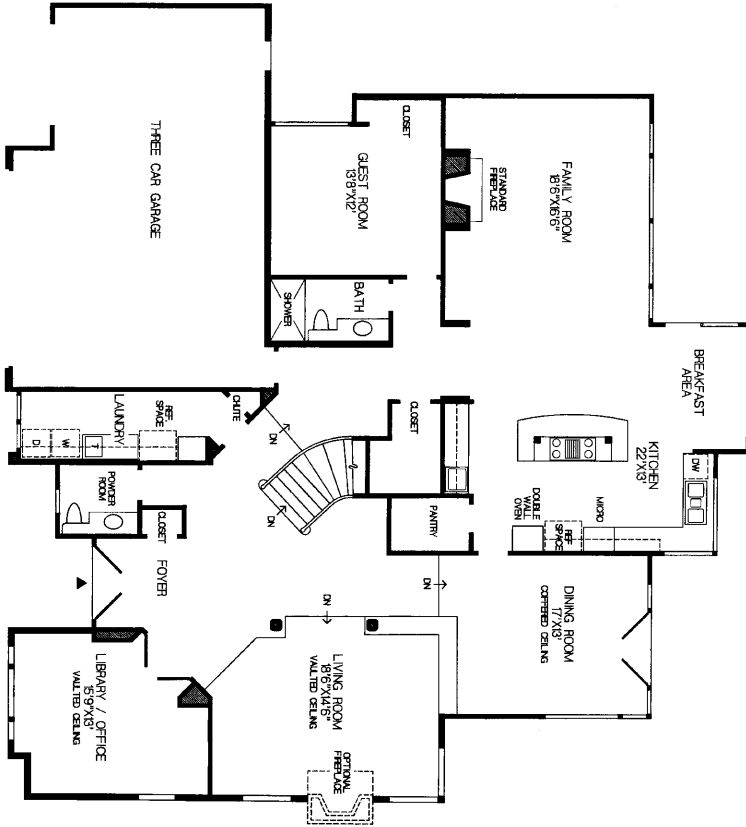 THREE CAR GARAGE
CLOSET
GUEST ROOM
13'8"X12'
STANDARD
FIREPLACE
FAMILY ROOM
18'6"X16'6"
BATH
SHOWER
BREAKFAST
AREA
LAUNDRY
REF.
SPACE
CHUTE
D
W
T
DN
CLOSET
KITCHEN
22'X13'
DW
MICRO
DOUBLE
WALL
OVEN
REF
SPACE
POWDER
ROOM
CLOSET
DN
PANTRY
FOYER
DN
DINING ROOM
17'X13'
COFFERED CEILING
DN
LIBRARY / OFFICE
15'9"X13'
VAULTED CEILING
LIVING ROOM
18'6"X14'6"
VAULTED CEILING
OPTIONAL
FIREPLACE